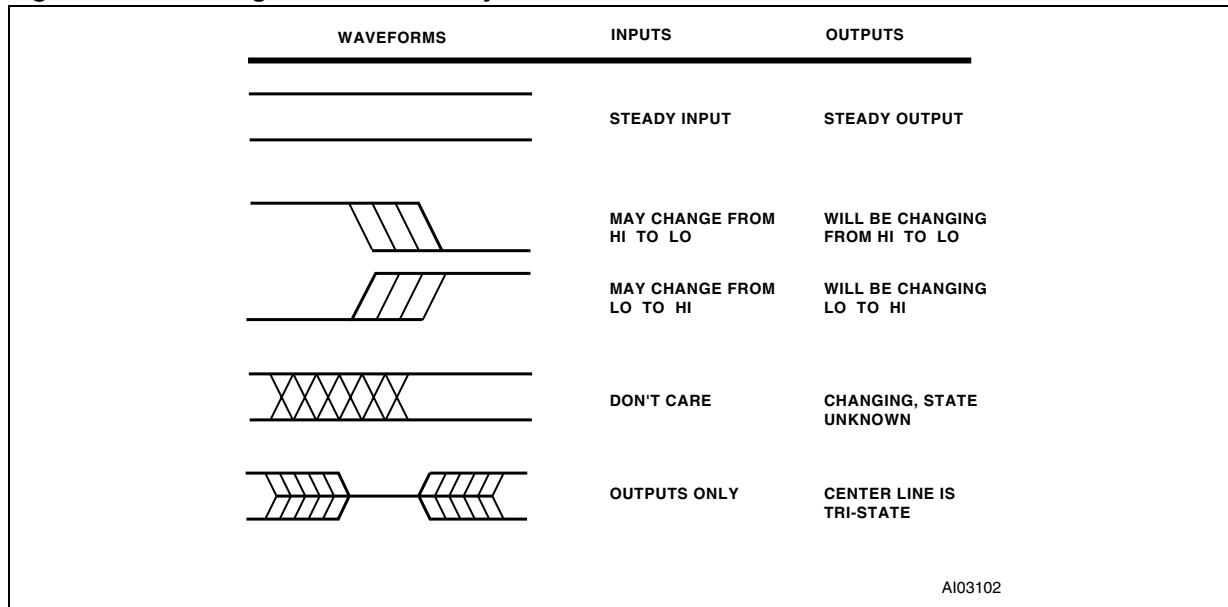 WAVEFORMS INPUTS OUTPUTS
STEADY INPUT STEADY OUTPUT
MAY CHANGE FROM WILL BE CHANGING
HI TO LO FROM HI TO LO
MAY CHANGE FROM WILL BE CHANGING
LO TO HI LO TO HI
DON'T CARE CHANGING, STATE
UNKNOWN
OUTPUTS ONLY CENTER LINE IS
TRI-STATE
AI03102